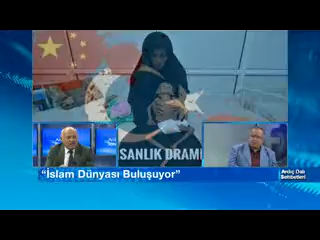 SANLIK DRAMI
“İslam Dünyası Buluşuyor”
Ardıç Dalı
Sohbetleri